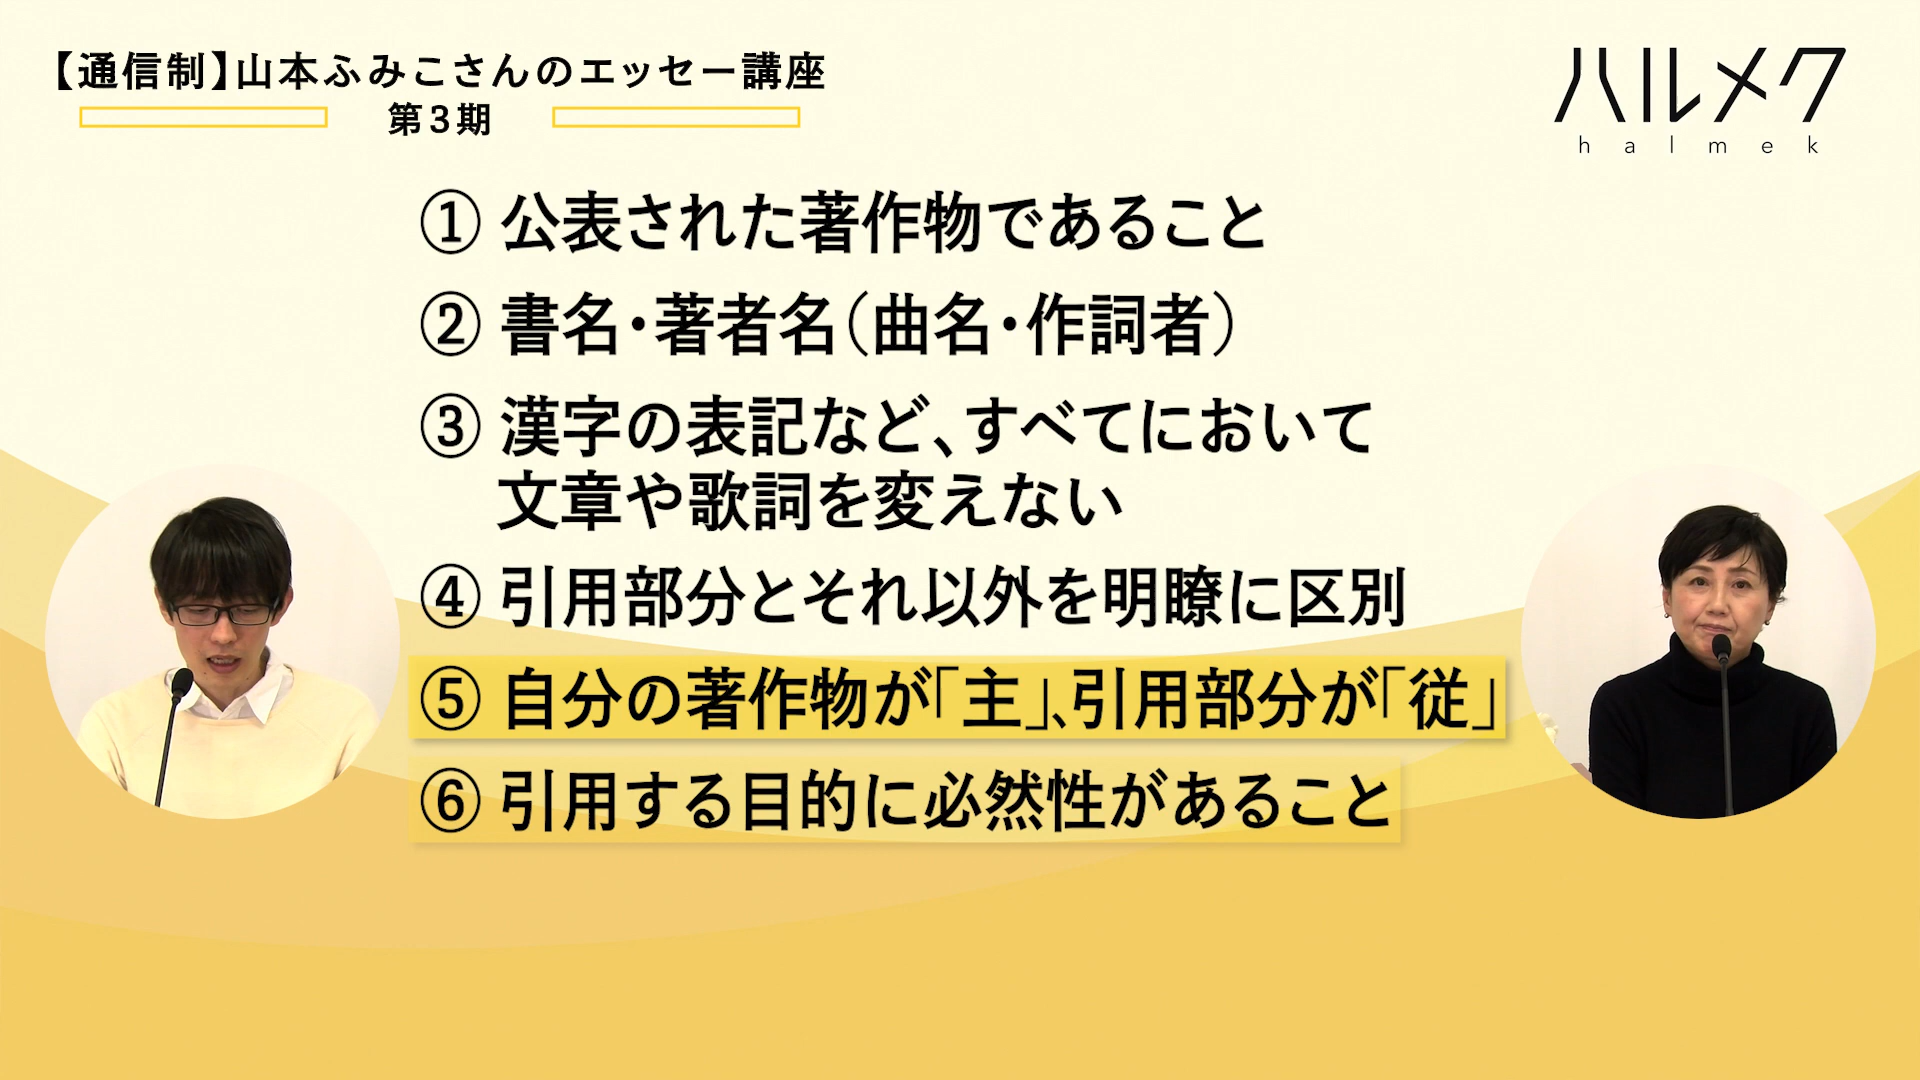 【通信制】山本ふみこさんのエッセー講座
第3期
ハルメク
halmek
① 公表された著作物であること
② 書名・著者名（曲名・作詞者）
③ 漢字の表記など、すべてにおいて
文章や歌詞を変えない
④ 引用部分とそれ以外を明瞭に区別
⑤ 自分の著作物が「主」、引用部分が「従」
⑥ 引用する目的に必然性があること